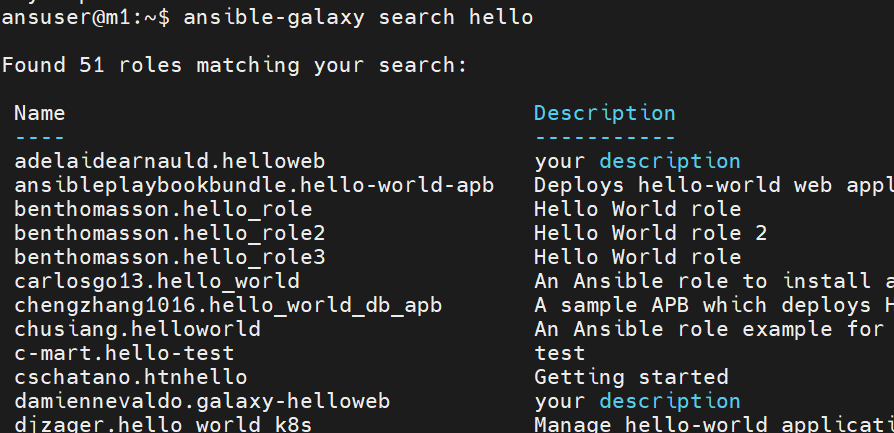 ansuser@m1:~$ ansible-galaxy search hello
Found 51 roles matching your search:
Name Description
---- -----------
adelaidearnauld.helloweb your description
ansibleplaybookbundle.hello-world-apb Deploys hello-world web appl
benthomasson.hello_role Hello World role
benthomasson.hello_role2 Hello World role 2
benthomasson.hello_role3 Hello World role
carlosgo13.hello_world An Ansible role to install a
chengzhang1016.hello_world_db_apb A sample APB which deploys H
chusiang.helloworld An Ansible role example for
c-mart.hello-test test
cschatano.htnhello Getting started
damiennevaldo.galaxy-helloweb your description
djzager.hello_world_k8s Manage hello-world applicati